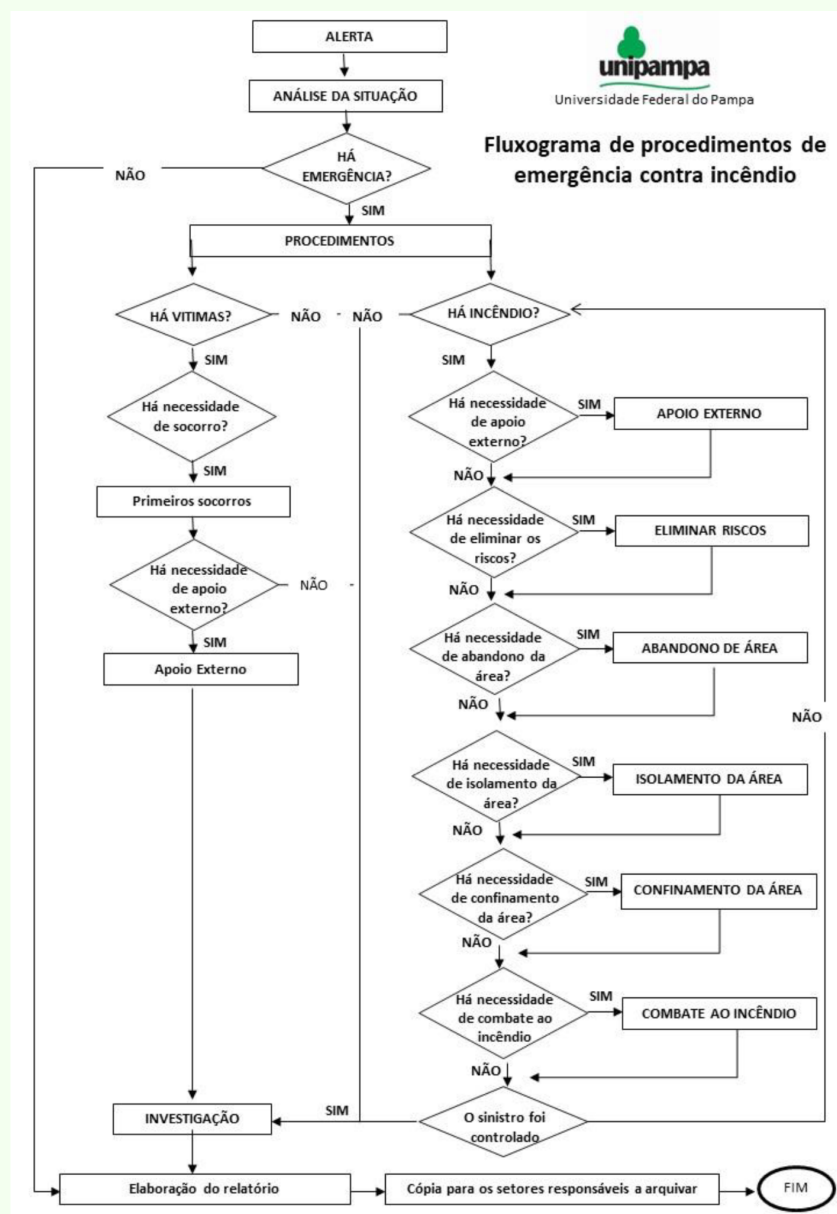 ALERTA
unipampa
Universidade Federal do Pampa
Fluxograma de procedimentos de
emergência contra incêndio
ANÁLISE DA SITUAÇÃO
HÁ
EMERGÊNCIA?
NÃO
SIM
PROCEDIMENTOS
HÁ VITIMAS?
NÃO
NÃO
HÁ INCÊNDIO?
SIM
SIM
Há necessidade
de socorro?
Há necessidade
de apoio
externo?
SIM
APOIO EXTERNO
SIM
NÃO
Primeiros socorros
Há necessidade
de eliminar os
riscos?
SIM
ELIMINAR RISCOS
Há necessidade
de apoio
externo?
NÃO
NÃO
SIM
Há necessidade
de abandono da
área?
SIM
ABANDONO DE ÁREA
Apoio Externo
NÃO
NÃO
Há necessidade
de isolamento da
área?
SIM
ISOLAMENTO DA ÁREA
NÃO
Há necessidade
de confinamento
da área?
SIM
CONFINAMENTO DA ÁREA
NÃO
Há necessidade
de combate ao
incêndio
SIM
COMBATE AO INCÊNDIO
NÃO
INVESTIGAÇÃO
SIM
O sinistro foi
controlado
Elaboração do relatório
Cópia para os setores responsáveis a arquivar
FIM